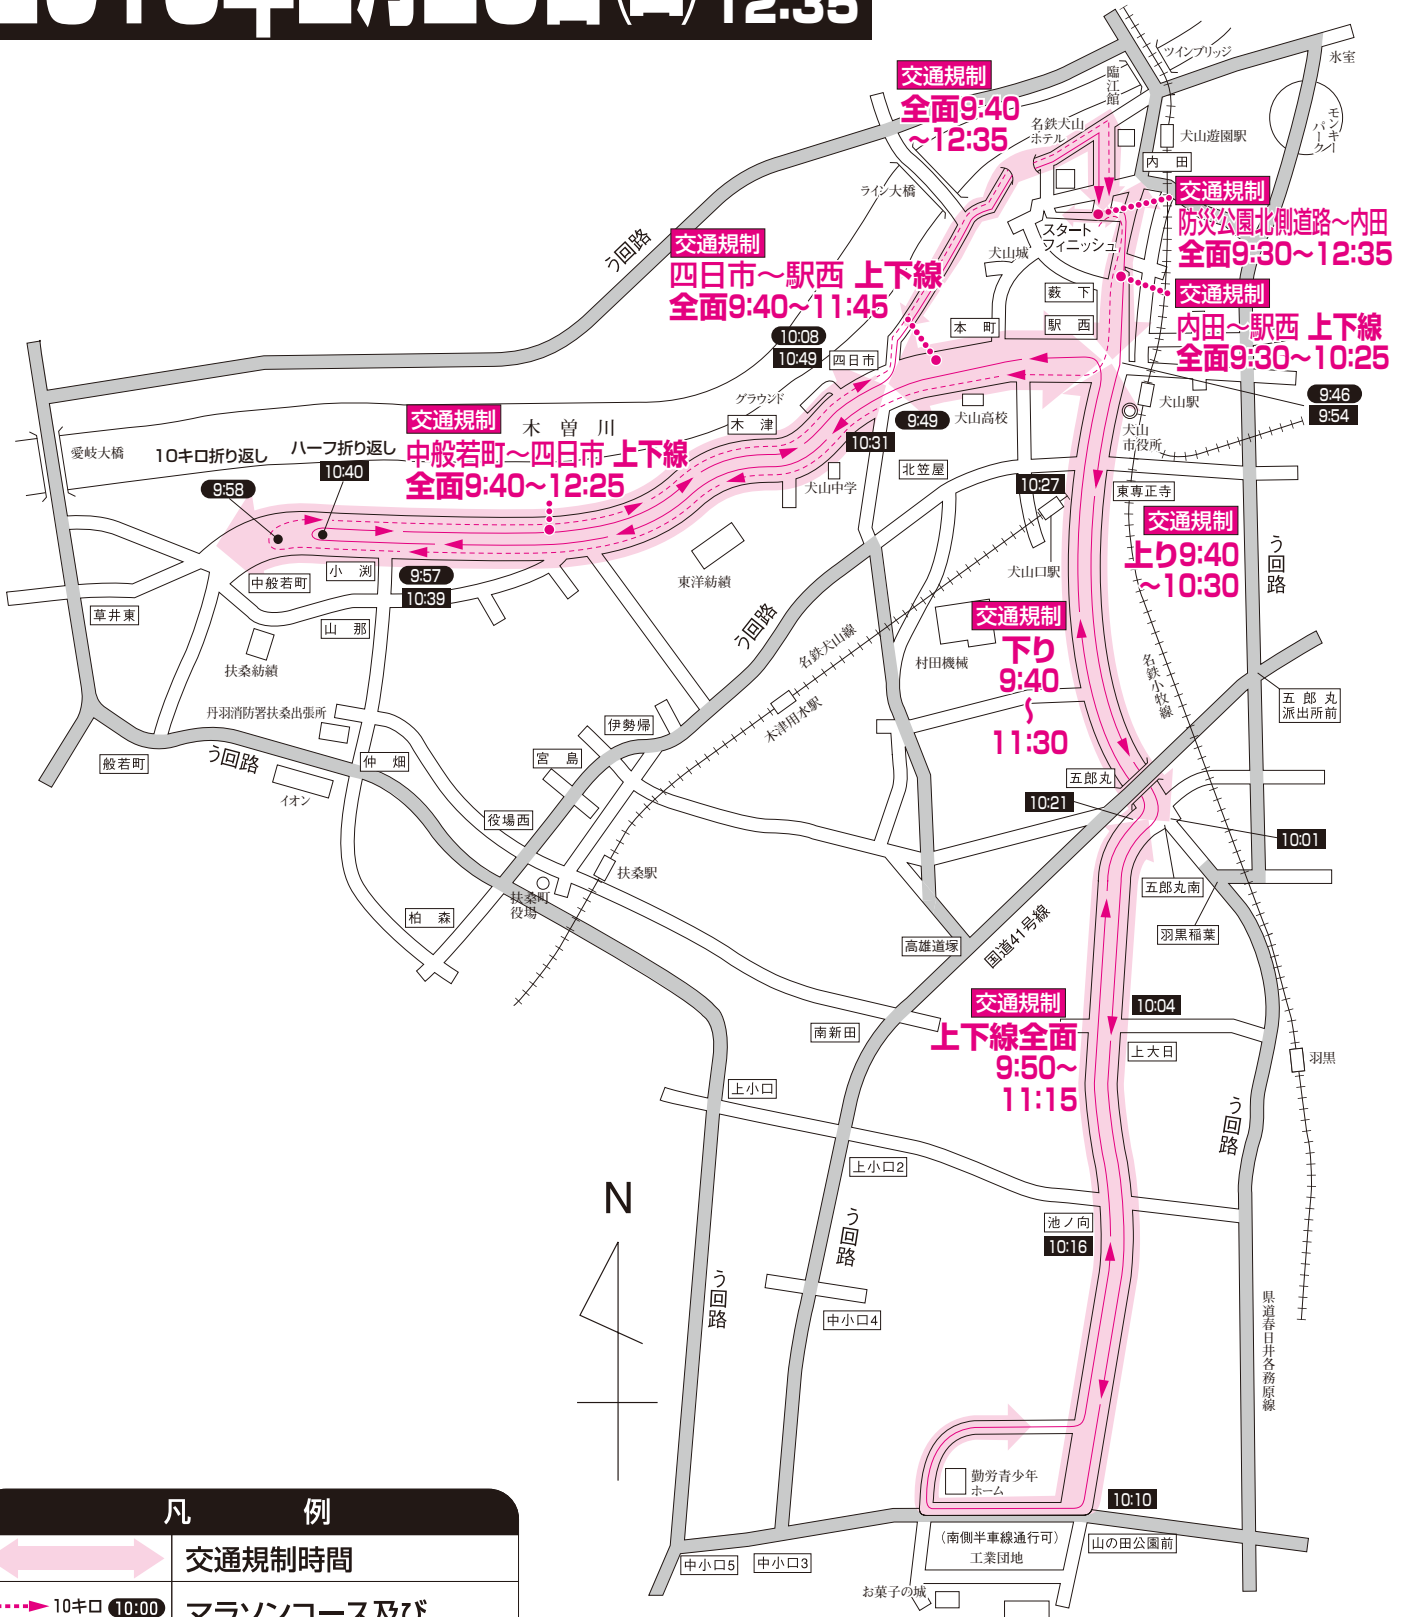 12:35
ツインブリッジ
氷室
臨江館
モンキーパーク
交通規制
全面9:40
～12:35
名鉄犬山
ホテル
犬山遊園駅
内田
ライン大橋
交通規制
防災公園北側道路～内田
全面9:30～12:35
スタート
フィニッシュ
犬山城
う回路
交通規制
四日市～駅西 上下線
全面9:40～11:45
交通規制
内田～駅西 上下線
全面9:30～10:25
薮下
駅西
本町
10:08
10:49
四日市
犬山駅
9:46
9:54
グラウンド
木津
9:49
犬山高校
犬山
市役所
交通規制
中般若町～四日市 上下線
全面9:40～12:25
木曽川
愛岐大橋
10キロ折り返し
ハーフ折り返し
10:40
9:58
10:31
北笠屋
犬山中学
10:27
東専正寺
交通規制
上り9:40
～10:30
う回路
犬山口駅
中般若町
小渕
9:57
10:39
東洋紡績
草井東
山那
扶桑紡績
う回路
名鉄犬山線
交通規制
下り
9:40
～
11:30
村田機械
名鉄小牧線
五郎丸
派出所前
木津用水駅
丹羽消防署扶桑出張所
伊勢帰
宮島
般若町
う回路
仲畑
イオン
五郎丸
10:21
10:01
役場西
扶桑駅
扶桑町
役場
五郎丸南
柏森
羽黒稲葉
高雄道塚
国道41号線
交通規制
上下線全面
9:50～
11:15
10:04
南新田
上大日
羽黒
上小口
う回路
上小口2
池ノ向
10:16
N
う回路
う回路
中小口4
県道春日井各務原線
勤労青少年
ホーム
10:10
(南側半車線通行可)
工業団地
山の田公園前
中小口5
中小口3
お菓子の城
凡例
交通規制時間
10キロ 10:00
マラソンコース及び